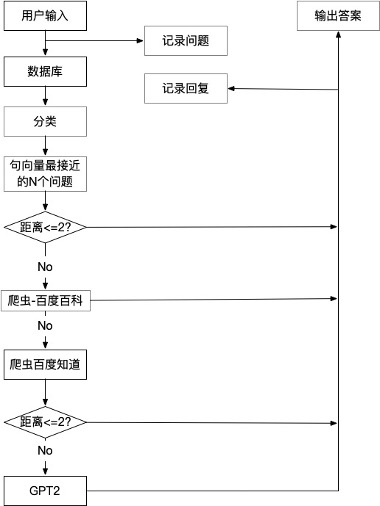 用户输入
输出答案
记录问题
数据库
记录回复
分类
句向量最接近
的N个问题
距离<=2?
No
爬虫-百度百科
No
爬虫百度知道
距离<=2?
No
GPT2